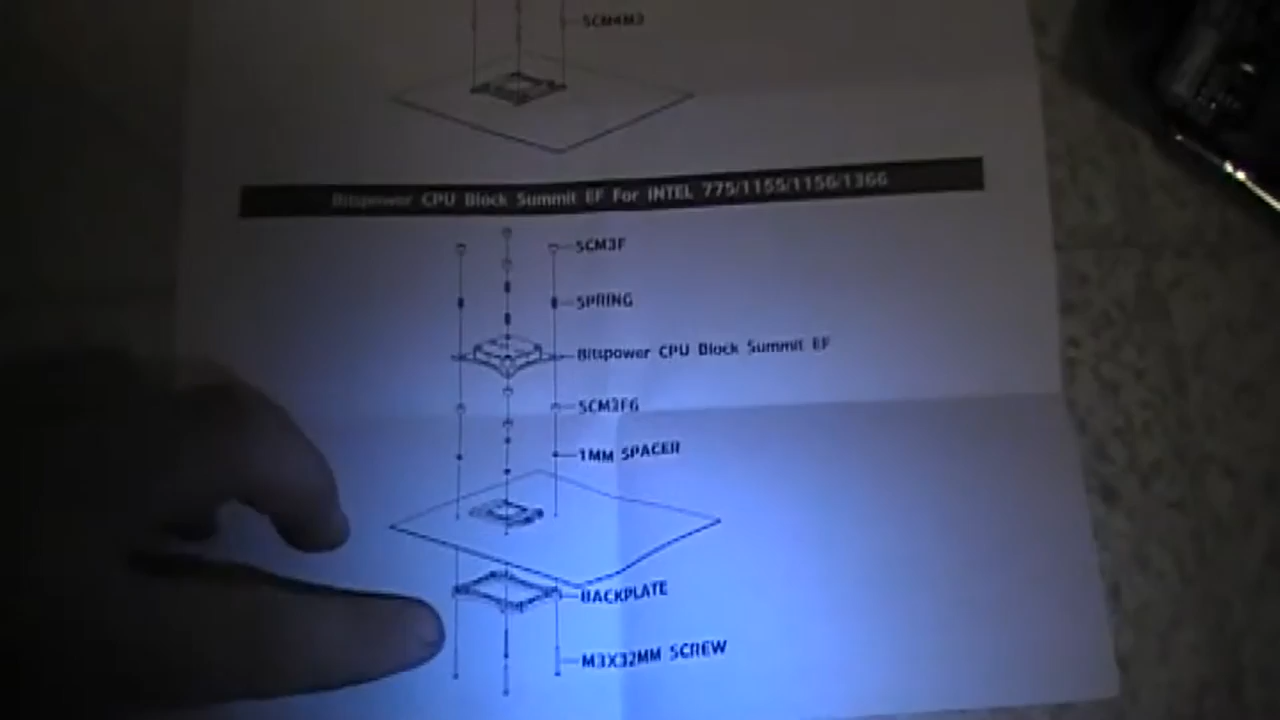 SCM4M3
Bitspower CPU Block Summit EF For INTEL 775/1155/1156/1366
SCM3F
SPRING
Bitspower CPU Block Summit EF
SCM3F6
1MM SPACER
BACKPLATE
M3X32MM SCREW